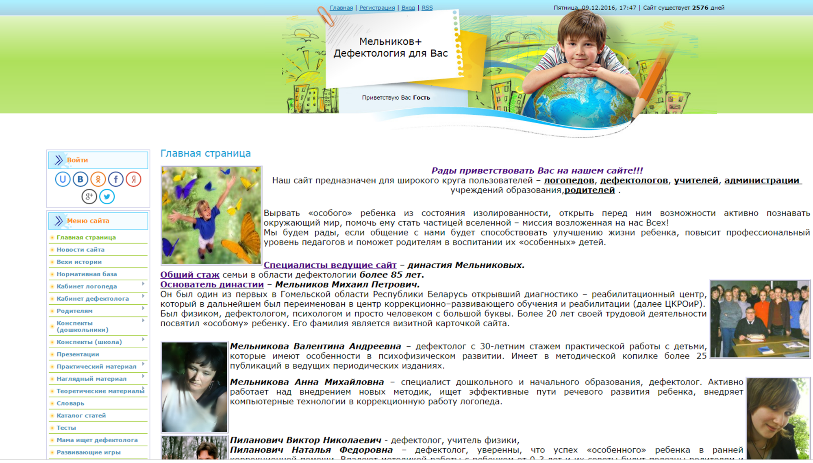 Главная | Регистрация | Вход | RSS
Пятница, 09.12.2016, 17:47 | Сайт существует 2576 дней
Мельников+
Дефектология для Вас
Приветствую Вас Гость
Войти
Меню сайта
Главная страница
Новости сайта
Вехи истории
Нормативная база
Кабинет логопеда
Кабинет дефектолога
Родителям
Конспекты
(дошкольники)
Конспекты (школа)
Презентации
Практический материал
Наглядный материал
Теоретические материалы
Словарь
Каталог статей
Тесты
Мама ищет дефектолога
Развивающие игры
Главная страница
Рады приветствовать Вас на нашем сайте!!!
Наш сайт предназначен для широкого круга пользователей – логопедов, дефектологов, учителей, администрации
учреждений образования,родителей .
Вырвать «особого» ребенка из состояния изолированности, открыть перед ним возможности активно познавать
окружающий мир, помочь ему стать частицей вселенной – миссия возложенная на нас Всех!
Мы будем рады, если общение с нами будет способствовать улучшению жизни ребенка, повысит профессиональный
уровень педагогов и поможет родителям в воспитании их «особенных» детей.
Специалисты ведущие сайт – династия Мельниковых.
Общий стаж семьи в области дефектологии более 85 лет.
Основатель династии – Мельников Михаил Петрович.
Он был один из первых в Гомельской области Республики Беларусь открывший диагностико – реабилитационный центр,
который в дальнейшем был переименован в центр коррекционно-развивающего обучения и реабилитации (далее ЦКРОиР).
Был физиком, дефектологом, психологом и просто человеком с большой буквы. Более 20 лет своей трудовой деятельности
посвятил «особому» ребенку. Его фамилия является визитной карточкой сайта.
Мельникова Валентина Андреевна – дефектолог с 30-летним стажем практической работы с детьми,
которые имеют особенности в психофизическом развитии. Имеет в методической копилке более 25
публикаций в ведущих периодических изданиях.
Мельникова Анна Михайловна – специалист дошкольного и начального образования, дефектолог. Активно
работает над внедрением новых методик, ищет эффективные пути речевого развития ребенка, внедряет
компьютерные технологии в коррекционную работу логопеда.
Пиланович Виктор Николаевич - дефектолог, учитель физики,
Пиланович Наталья Федоровна – дефектолог, уверенны, что успех «особенного» ребенка в ранней